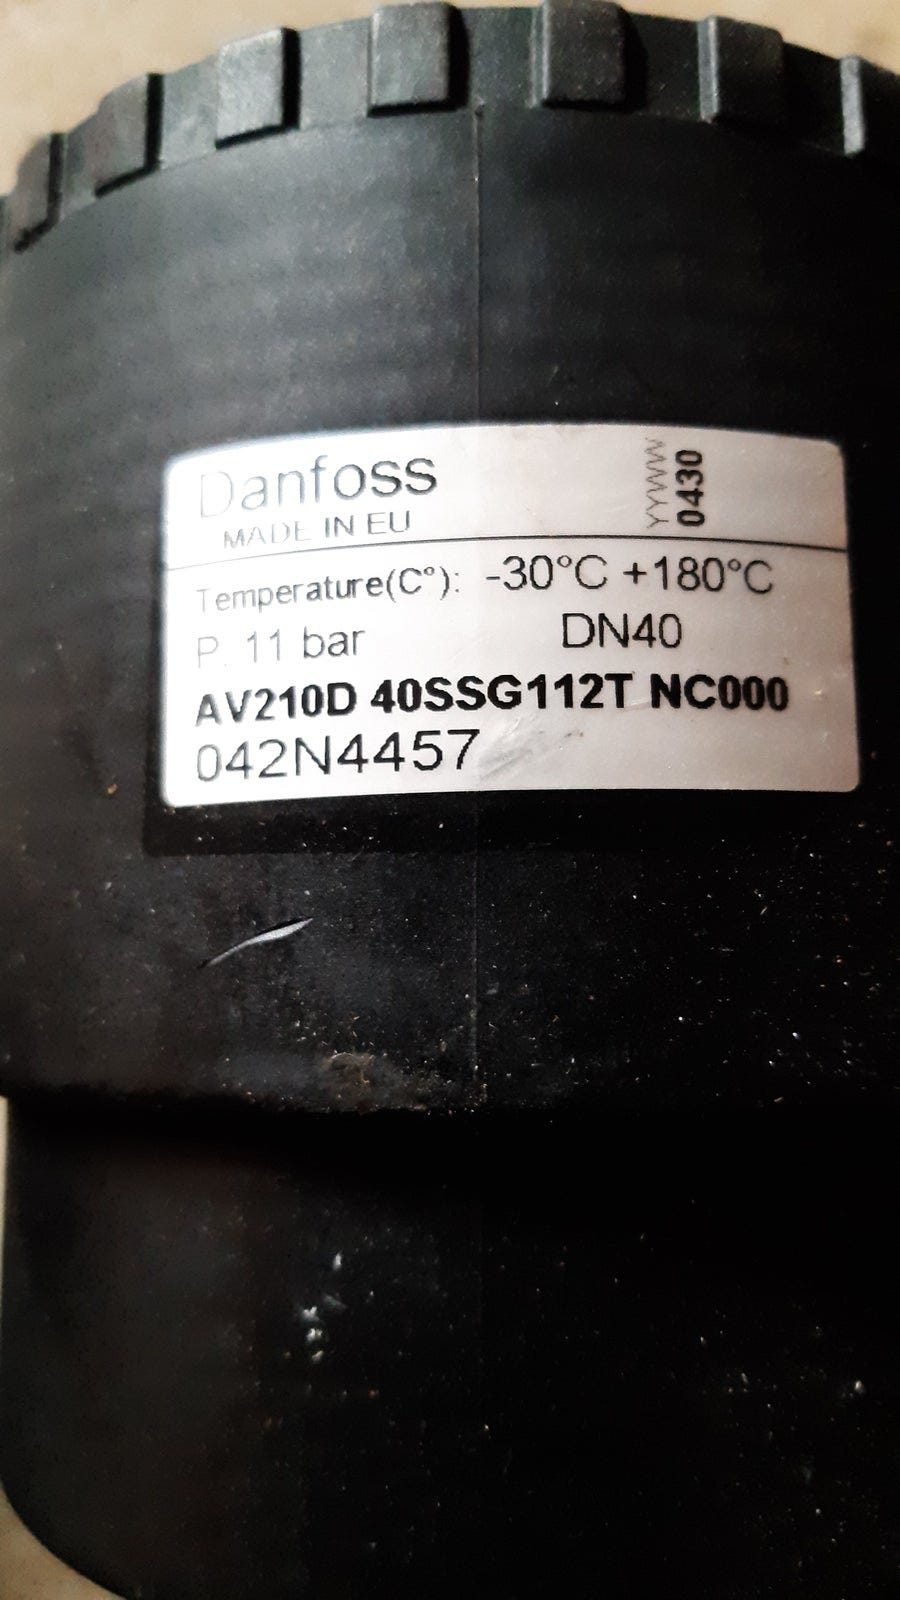 Danfoss
MADE IN EU
YYWW
0430
Temperature(C°): -30°C +180°C
P. 11 bar DN40
AV210D 40SSG112T NC000
042N4457